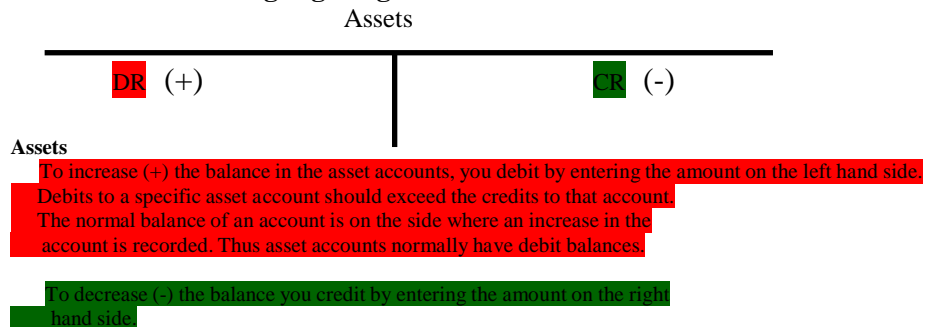 Assets
DR (+)
CR (-)
Assets
To increase (+) the balance in the asset accounts, you debit by entering the amount on the left hand side.
Debits to a specific asset account should exceed the credits to that account.
The normal balance of an account is on the side where an increase in the
account is recorded. Thus asset accounts normally have debit balances.
To decrease (-) the balance you credit by entering the amount on the right
hand side.